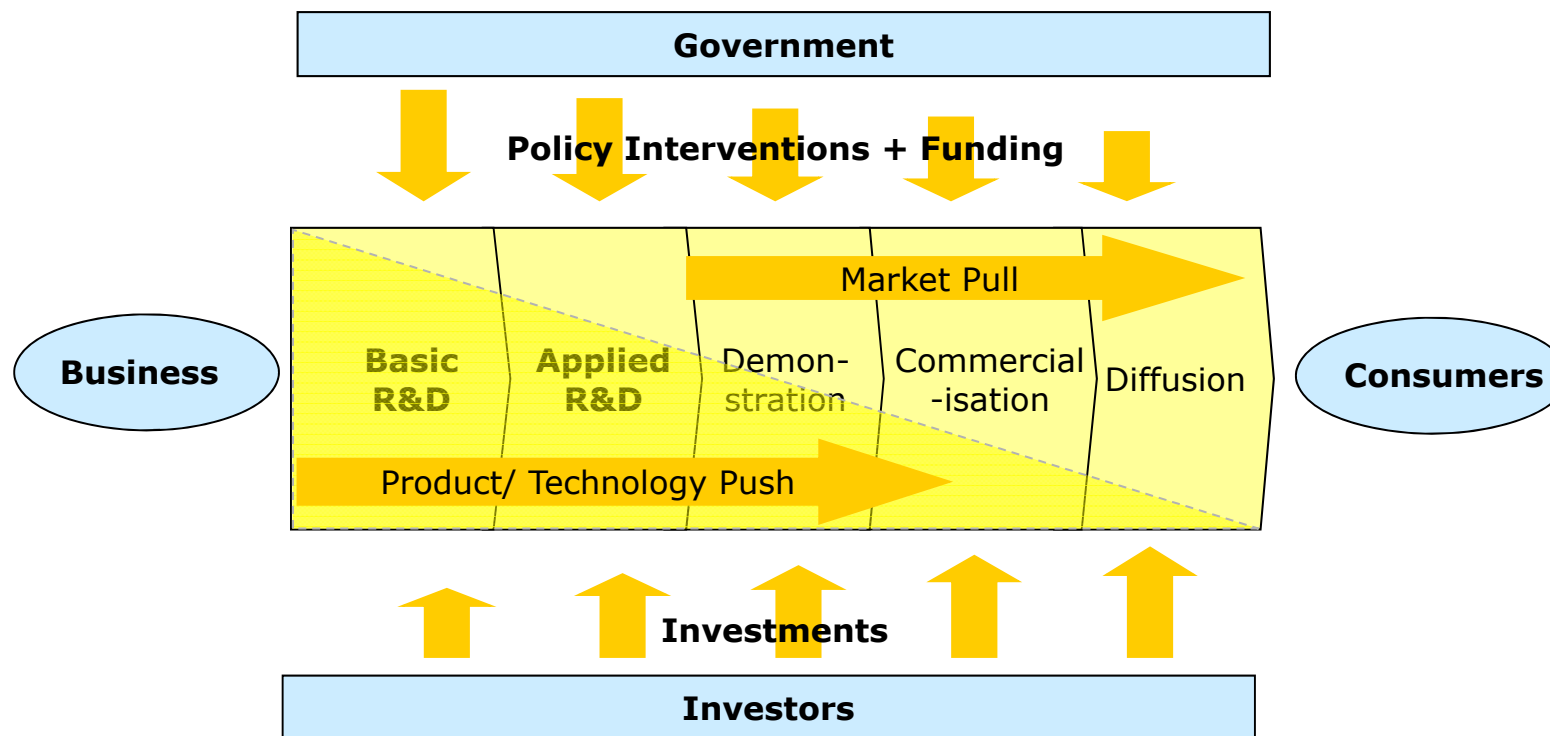 Government
Policy Interventions + Funding
Market Pull
Business
Basic
R&D
Applied
R&D
Demon-
stration
Commercial
-isation
Diffusion
Consumers
Product/ Technology Push
Investments
Investors